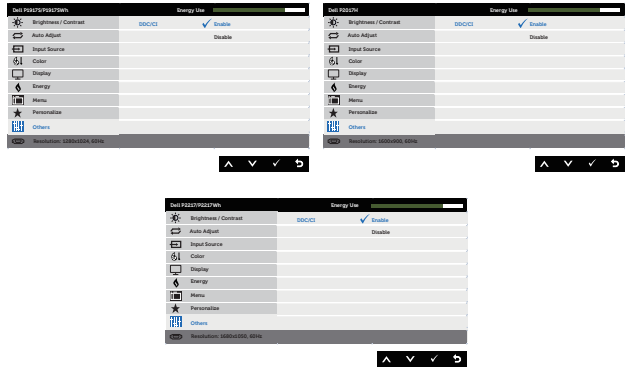 Dell P1917S/P1917SWh Energy Use
Brightness / Contrast DDC/CI Enable
Auto Adjust Disable
Input Source
Color
Display
Energy
Menu
Personalize
Others
Resolution: 1280x1024, 60Hz
Dell P2017H Energy Use
Brightness / Contrast DDC/CI Enable
Auto Adjust Disable
Input Source
Color
Display
Energy
Menu
Personalize
Others
Resolution: 1600x900, 60Hz
Dell P2217/P2217Wh Energy Use
Brightness / Contrast DDC/CI Enable
Auto Adjust Disable
Input Source
Color
Display
Energy
Menu
Personalize
Others
Resolution: 1680x1050, 60Hz